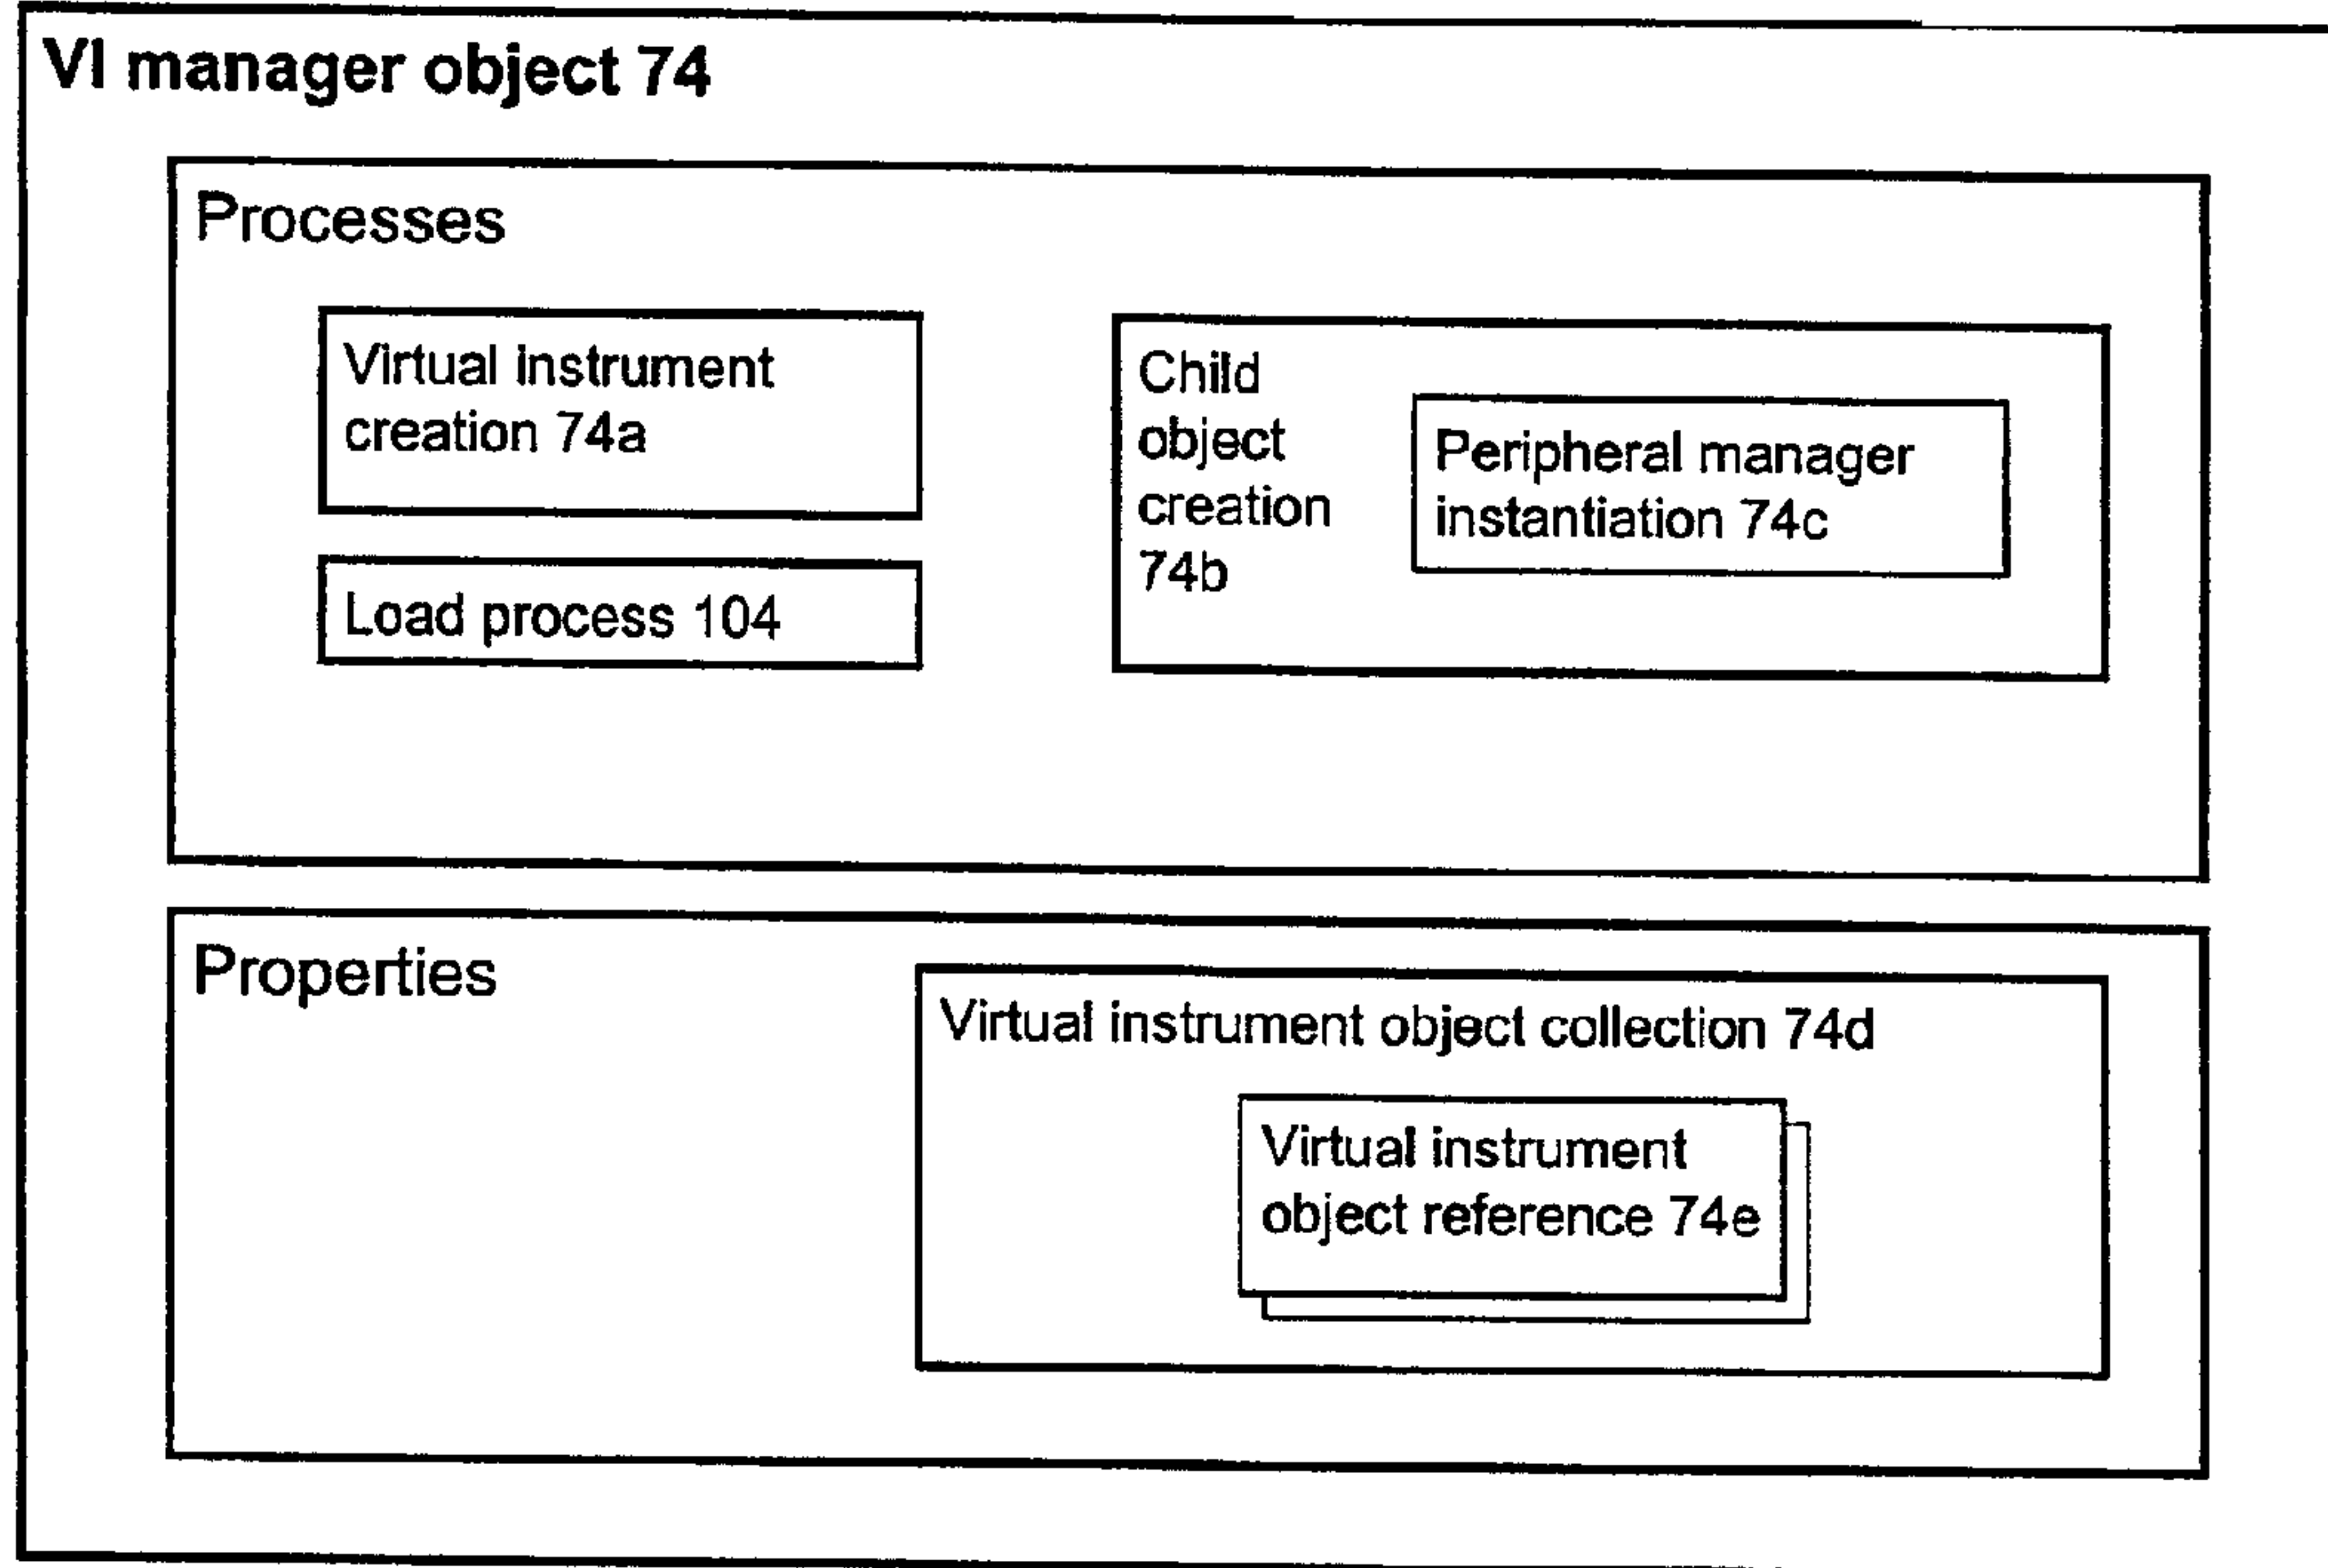 VI manager object 74
Processes
Virtual instrument
creation 74a
Load process 104
Child
object
creation
74b
Peripheral manager
instantiation 74c
Properties
Virtual instrument object collection 74d
Virtual instrument
object reference 74e